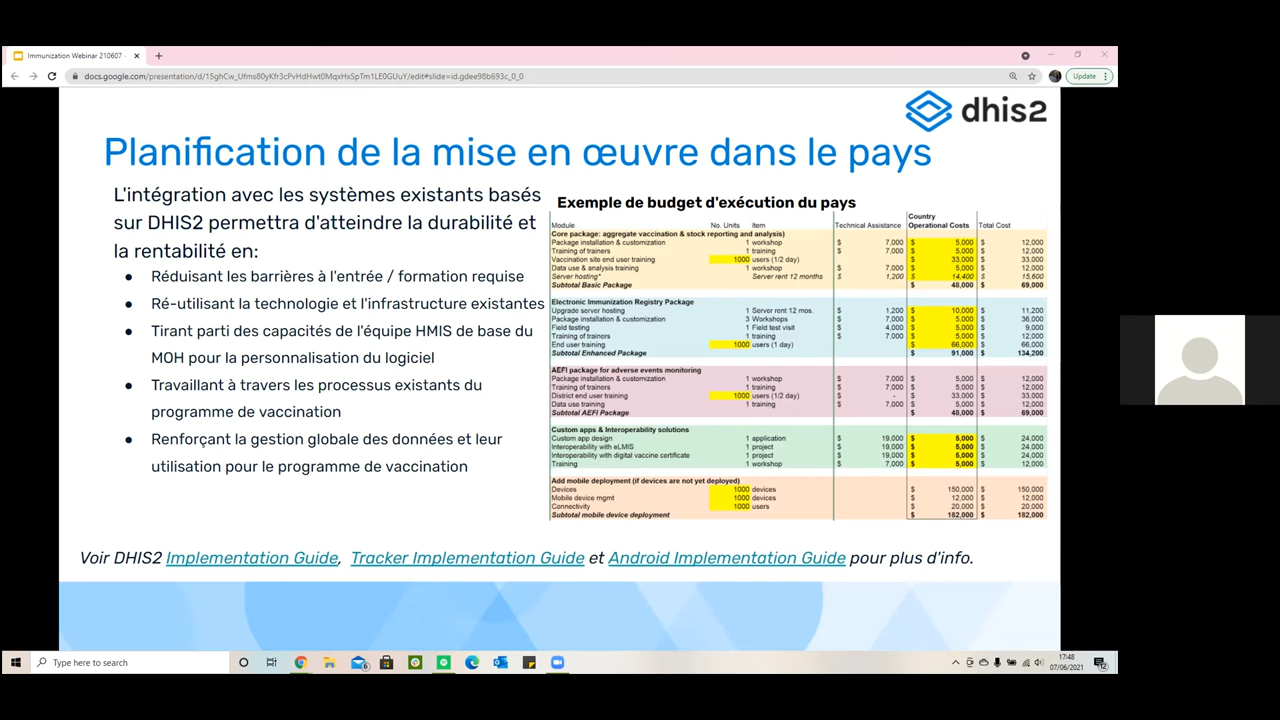 Immunization Webinar 210607 -
docs.google.com/presentation/d/15ghCw_Ufms80yKfr3cPvHdHwt0MqxHxSpTm1LE0GUuY/edit#slide=id.gdee98b693c_0_0
Update
dhis2
Planification de la mise en œuvre dans le pays
L'intégration avec les systèmes existants basés
sur DHIS2 permettra d'atteindre la durabilité et
la rentabilité en:
● Réduisant les barrières à l'entrée / formation requise
● Ré-utilisant la technologie et l'infrastructure existantes
● Tirant parti des capacités de l'équipe HMIS de base du
MOH pour la personnalisation du logiciel
● Travaillant à travers les processus existants du
programme de vaccination
● Renforçant la gestion globale des données et leur
utilisation pour le programme de vaccination
Exemple de budget d'exécution du pays
Country
Module No. Units Item Technical Assistance Operational Costs Total Cost
Core package: aggregate vaccination & stock reporting and analysis)
Package installation & customization 1 workshop $ 7,000 $ 5,000 $ 12,000
Training of trainers 1 training $ 7,000 $ 5,000 $ 12,000
Vaccination site end user training 1000 users (1/2 day) $ 33,000 $ 33,000
Data use & analysis training 1 workshop $ 7,000 $ 5,000 $ 12,000
Server hosting* Server rent 12 months $ 1,200 $ 14,400 $ 15,600
Subtotal Basic Package $ 48,000 $ 69,000
Electronic Immunization Registry Package
Upgrade server hosting 1 Server rent 12 mos. $ 1,200 $ 10,000 $ 11,200
Package installation & customization 3 Workshops $ 7,000 $ 5,000 $ 36,000
Field testing 1 Field test visit $ 4,000 $ 5,000 $ 9,000
Training of trainers 1 training $ 7,000 $ 5,000 $ 12,000
End user training 1000 users (1 day) $ 66,000 $ 66,000
Subtotal Enhanced Package $ 91,000 $ 134,200
AEFI package for adverse events monitoring
Package installation & customization 1 workshop $ 7,000 $ 5,000 $ 12,000
Training of trainers 1 training $ 7,000 $ 5,000 $ 12,000
District end user training 1000 users (1/2 day) $ - $ 33,000 $ 33,000
Data use training 1 training $ 7,000 $ 5,000 $ 12,000
Subtotal AEFI Package $ 48,000 $ 69,000
Custom apps & Interoperability solutions
Custom app design 1 application $ 19,000 $ 5,000 $ 24,000
Interoperability with eLMIS 1 project $ 19,000 $ 5,000 $ 24,000
Interoperability with digital vaccine certificate 1 project $ 19,000 $ 5,000 $ 24,000
Training 1 workshop $ 7,000 $ 5,000 $ 12,000
Add mobile deployment (if devices are not yet deployed)
Devices 1000 devices $ 150,000 $ 150,000
Mobile device mgmt 1000 devices $ 12,000 $ 12,000
Connectivity 1000 users $ 20,000 $ 20,000
Subtotal mobile device deployment $ 182,000 $ 182,000
Voir DHIS2 Implementation Guide, Tracker Implementation Guide et Android Implementation Guide pour plus d'info.
Type here to search
17:48
07/06/2021